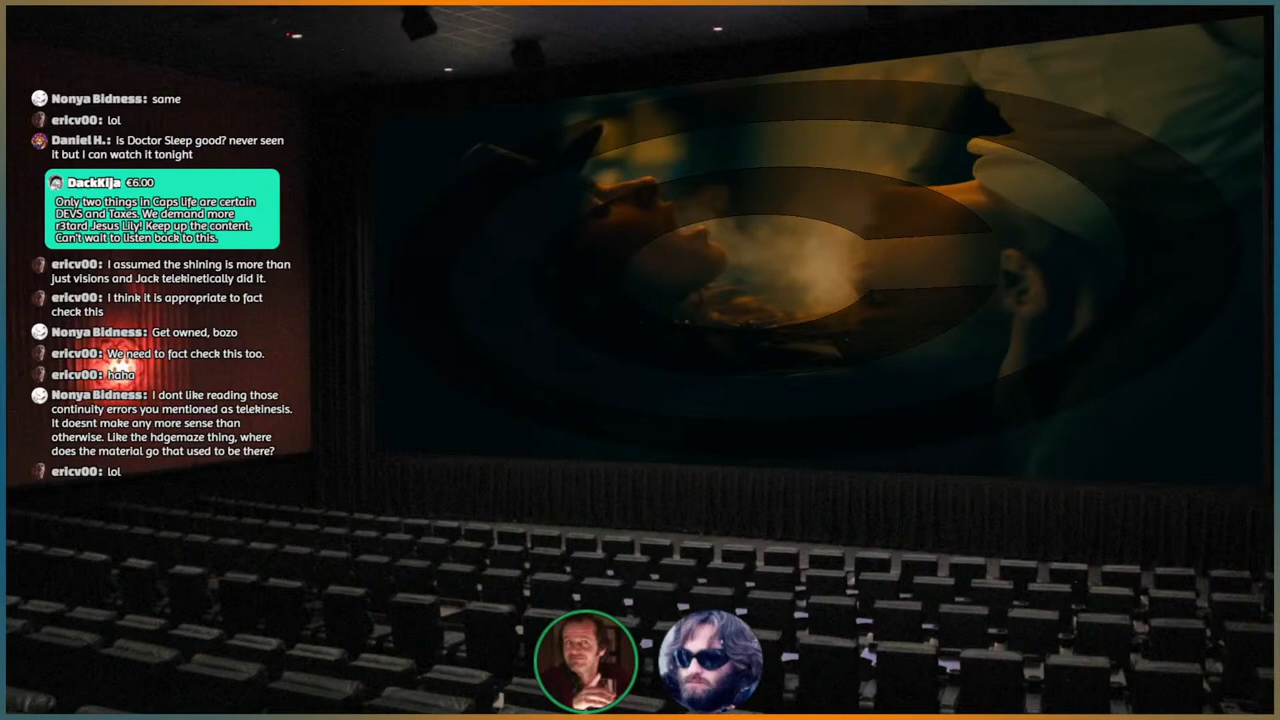 Nonya Bidness: same
ericv00: lol
Daniel H.: is Doctor Sleep good? never seen
it but I can watch it tonight
DackKija €6.00
Only two things in Caps life are certain
DEVS and Taxes. We demand more
r3tard Jesus Lily! Keep up the content.
Can't wait to listen back to this.
ericv00: I assumed the shining is more than
just visions and Jack telekinetically did it.
ericv00: I think it is appropriate to fact
check this
Nonya Bidness: Get owned, bozo
ericv00: We need to fact check this too.
ericv00: haha
Nonya Bidness: I dont like reading those
continuity errors you mentioned as telekinesis.
It doesnt make any more sense than
otherwise. Like the hdgemaze thing, where
does the material go that used to be there?
ericv00: lol